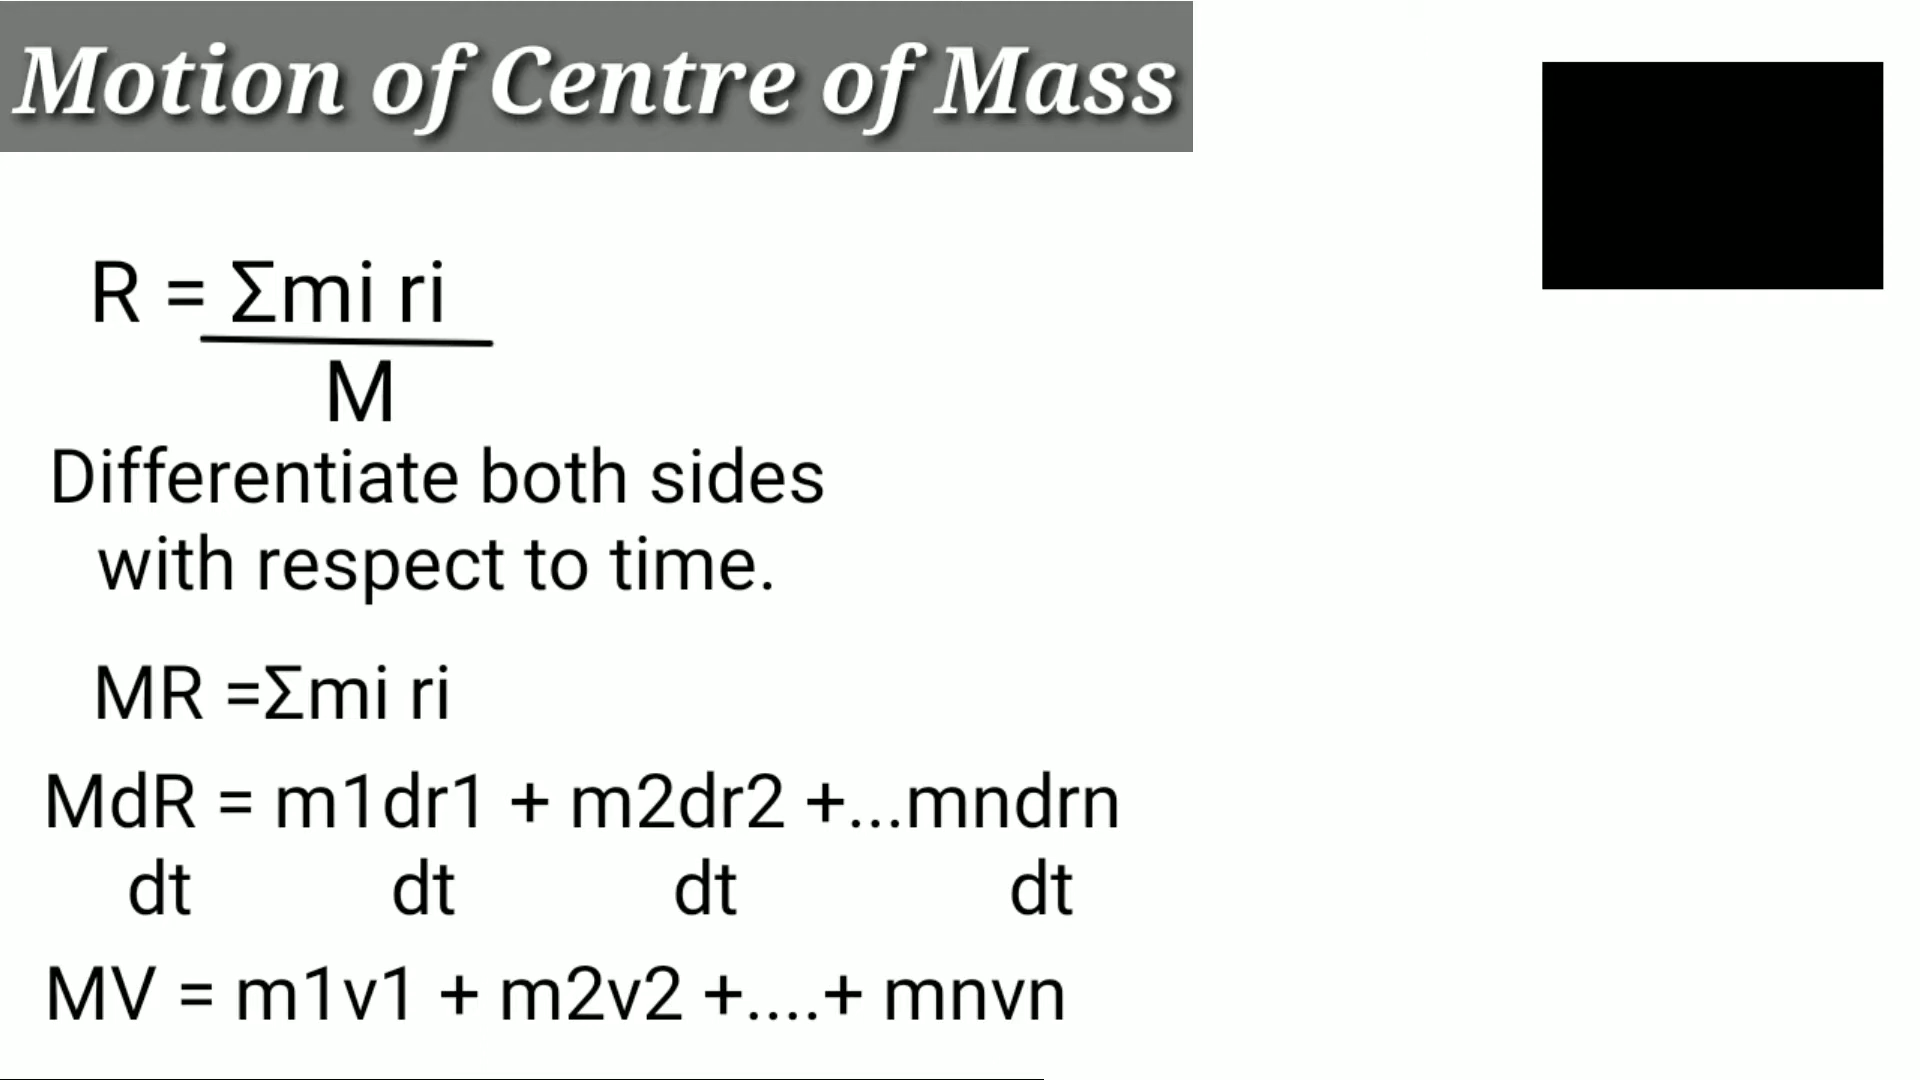 Motion of Centre of Mass
R = Σmi ri
M
Differentiate both sides
with respect to time.
MR =Σmi ri
MdR = m1dr1 + m2dr2 +...mndrn
dt dt dt dt
MV = m1v1 + m2v2 +....+ mnvn